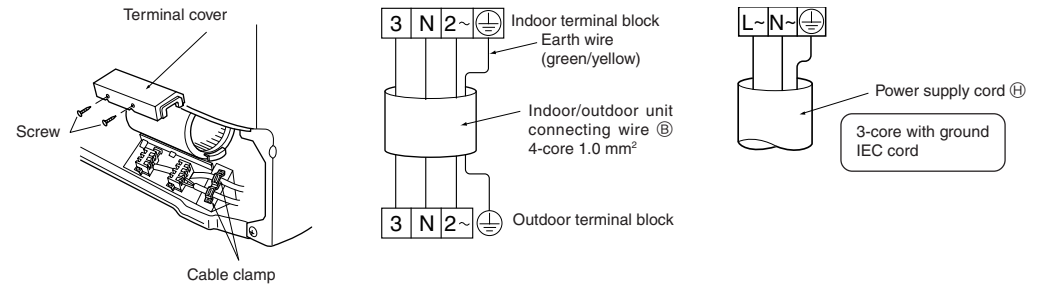 Terminal cover
Screw
Cable clamp
3 N 2~
Indoor terminal block
Earth wire
(green/yellow)
Indoor/outdoor unit
connecting wire Ⓑ
4-core 1.0 mm²
3 N 2~
Outdoor terminal block
L~ N~
Power supply cord Ⓗ
3-core with ground
IEC cord